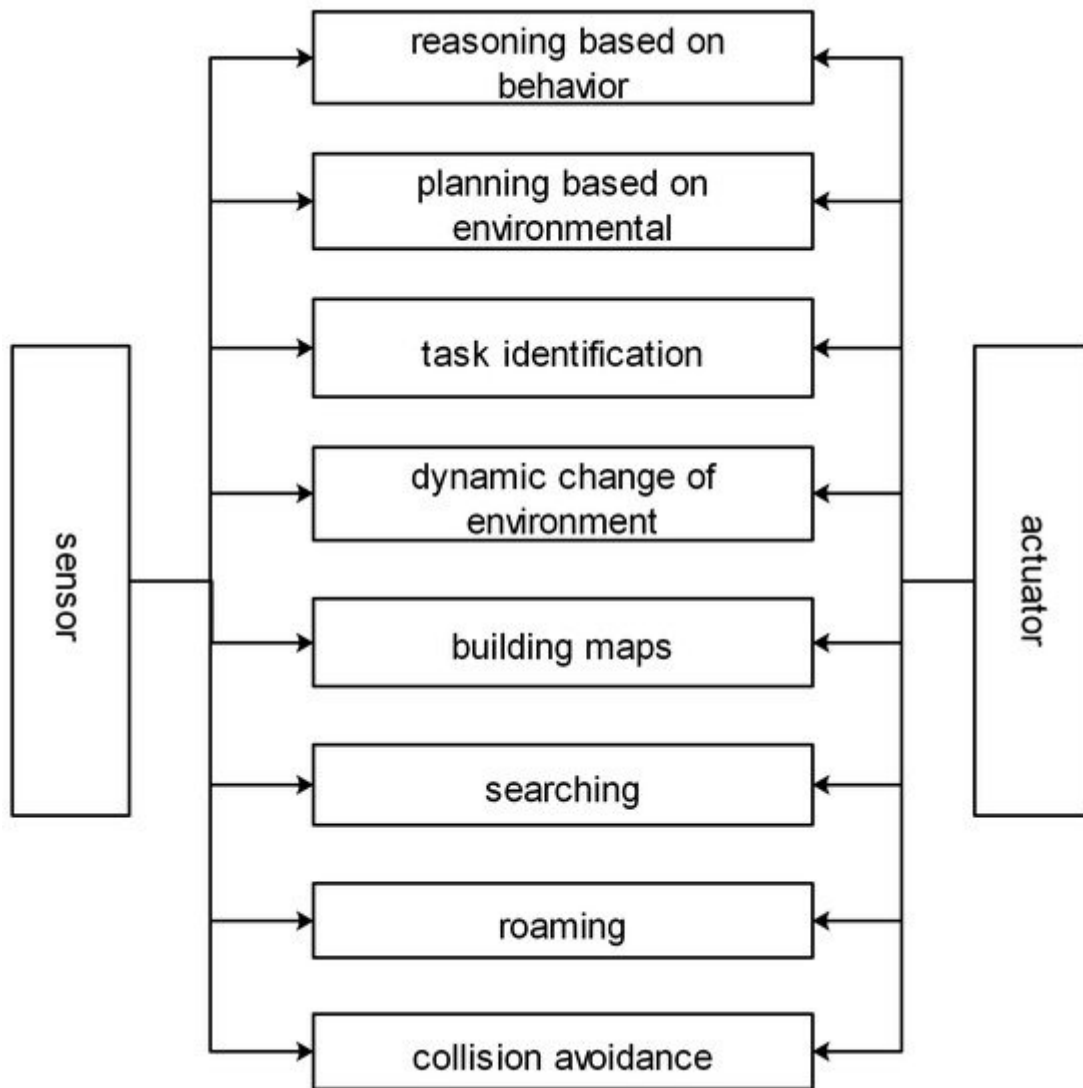 reasoning based on
behavior
planning based on
environmental
task identification
dynamic change of
environment
sensor
actuator
building maps
searching
roaming
collision avoidance